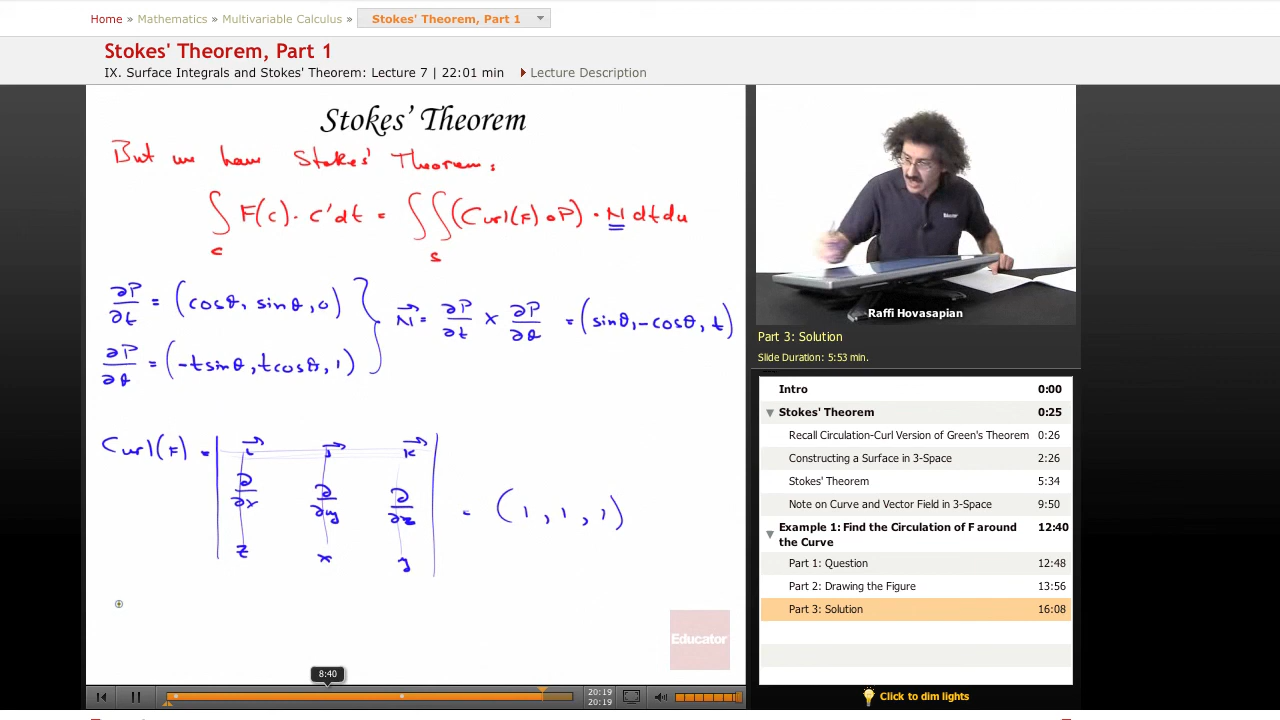 Home » Mathematics » Multivariable Calculus » Stokes' Theorem, Part 1
Stokes' Theorem, Part 1
IX. Surface Integrals and Stokes' Theorem: Lecture 7 | 22:01 min Lecture Description
Stokes' Theorem
But we have Stokes' Theorem:
∫_C F(C) · C' dt = ∫∫_S (Curl(F) ∘ P) · N dt du
∂P/∂t = (cosθ, sinθ, 0)
∂P/∂θ = (-t sinθ, t cosθ, 1)
N⃗ = ∂P/∂t × ∂P/∂θ = (sinθ, -cosθ, t)
Curl(F) = | i⃗ j⃗ k⃗
∂/∂x ∂/∂y ∂/∂z
z x y | = (1, 1, 1)
Educator
8:40
20:19
20:19
Raffi Hovasapian
Part 3: Solution
Slide Duration: 5:53 min.
Intro 0:00
Stokes' Theorem 0:25
Recall Circulation-Curl Version of Green's Theorem 0:26
Constructing a Surface in 3-Space 2:26
Stokes' Theorem 5:34
Note on Curve and Vector Field in 3-Space 9:50
Example 1: Find the Circulation of F around 12:40
the Curve
Part 1: Question 12:48
Part 2: Drawing the Figure 13:56
Part 3: Solution 16:08
Click to dim lights